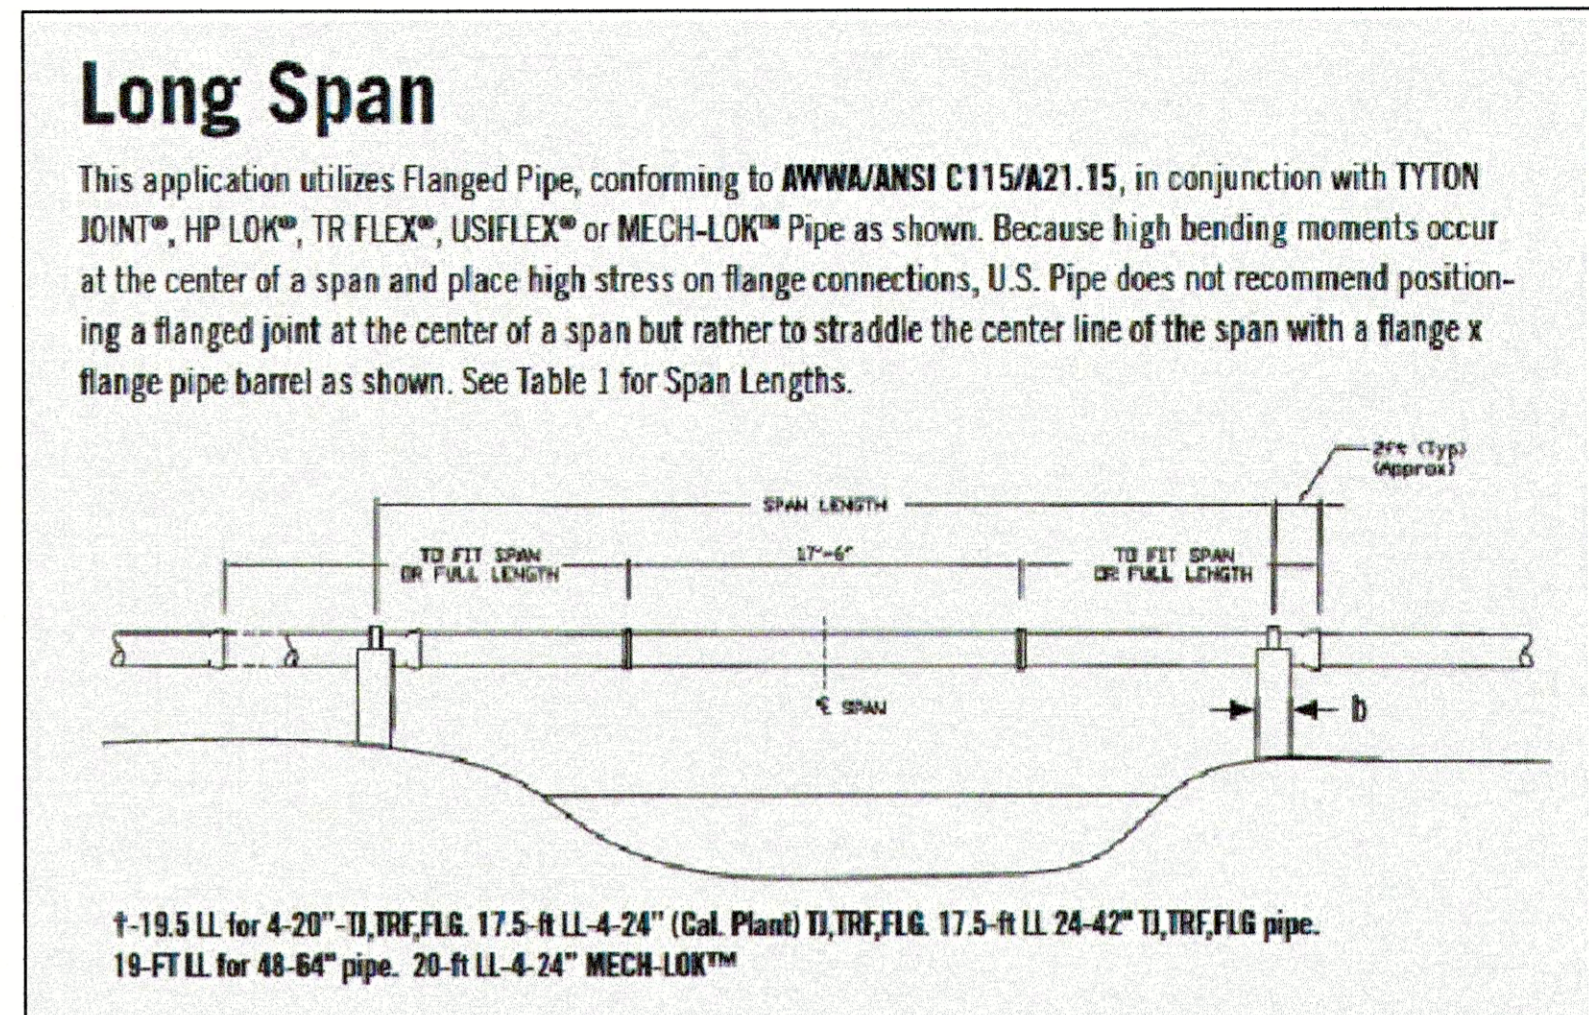 Long Span
This application utilizes Flanged Pipe, conforming to AWWA/ANSI C115/A21.15, in conjunction with TYTON
JOINT®, HP LOK®, TR FLEX®, USIFLEX® or MECH-LOK™ Pipe as shown. Because high bending moments occur
at the center of a span and place high stress on flange connections, U.S. Pipe does not recommend position-
ing a flanged joint at the center of a span but rather to straddle the center line of the span with a flange x
flange pipe barrel as shown. See Table 1 for Span Lengths.
2ft (Typ)
(Approx)
SPAN LENGTH
TO FIT SPAN
OR FULL LENGTH
17'-6"
TO FIT SPAN
OR FULL LENGTH
℄ SPAN
b
†-19.5 LL for 4-20"-TJ,TRF,FLG. 17.5-ft LL-4-24" (Cal. Plant) TJ,TRF,FLG. 17.5-ft LL 24-42" TJ,TRF,FLG pipe.
19-FT LL for 48-64" pipe. 20-ft LL-4-24" MECH-LOK™